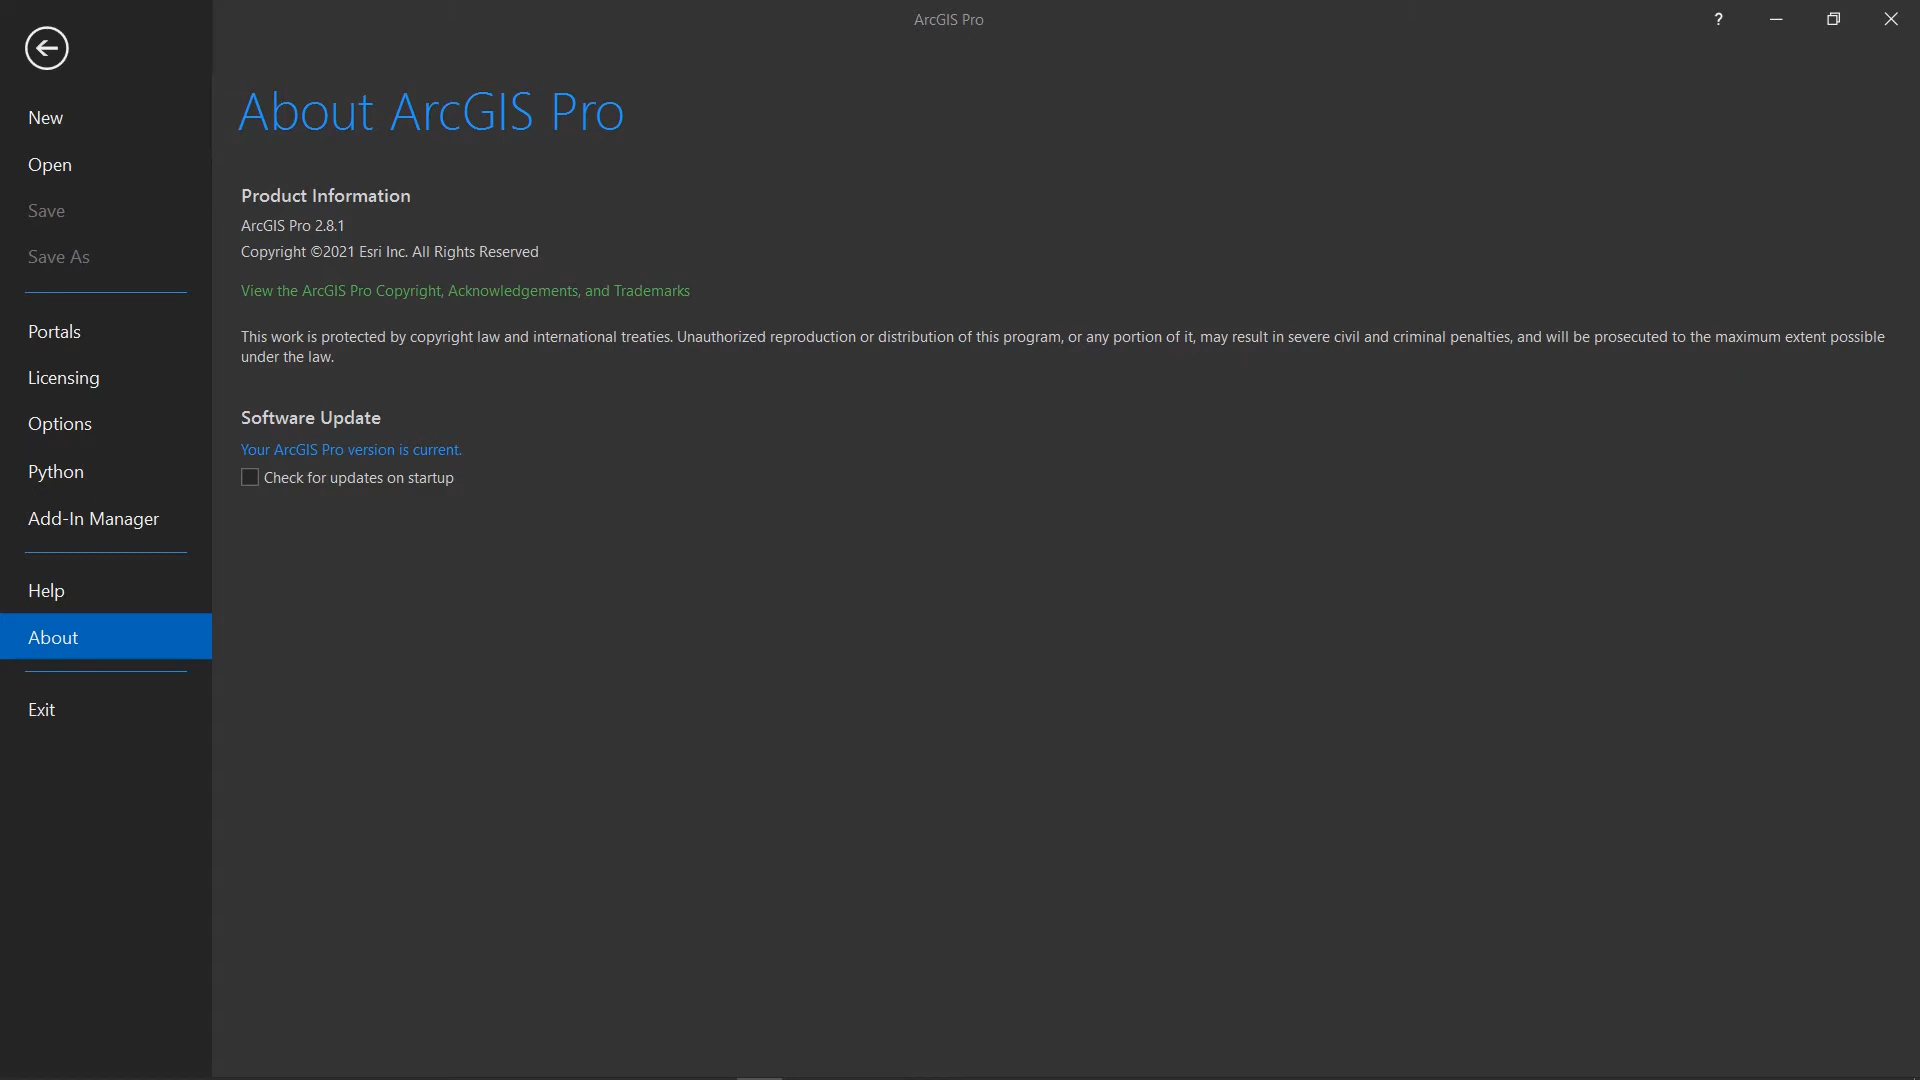 ArcGIS Pro
?
New
Open
Save
Save As
Portals
Licensing
Options
Python
Add-In Manager
Help
About
Exit
About ArcGIS Pro
Product Information
ArcGIS Pro 2.8.1
Copyright ©2021 Esri Inc. All Rights Reserved
View the ArcGIS Pro Copyright, Acknowledgements, and Trademarks
This work is protected by copyright law and international treaties. Unauthorized reproduction or distribution of this program, or any portion of it, may result in severe civil and criminal penalties, and will be prosecuted to the maximum extent possible
under the law.
Software Update
Your ArcGIS Pro version is current.
Check for updates on startup